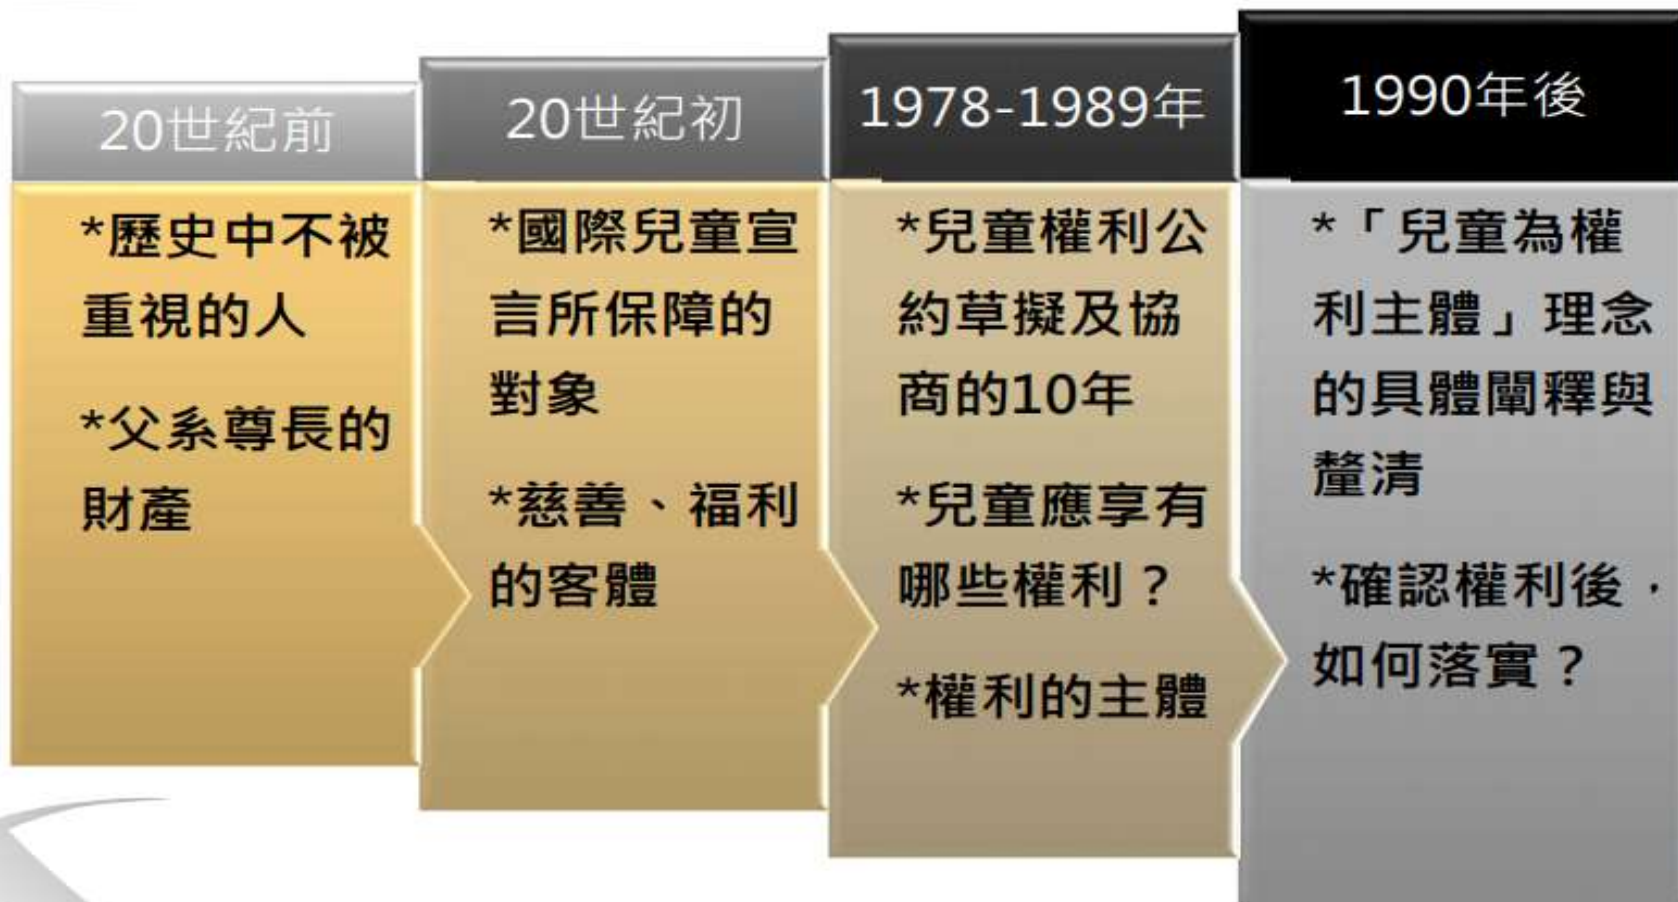 20世紀前
*歷史中不被
重視的人
*父系尊長的
財產
20世紀初
*國際兒童宣
言所保障的
對象
*慈善、福利
的客體
1978-1989年
*兒童權利公
約草擬及協
商的10年
*兒童應享有
哪些權利？
*權利的主體
1990年後
*「兒童為權
利主體」理念
的具體闡釋與
釐清
*確認權利後，
如何落實？